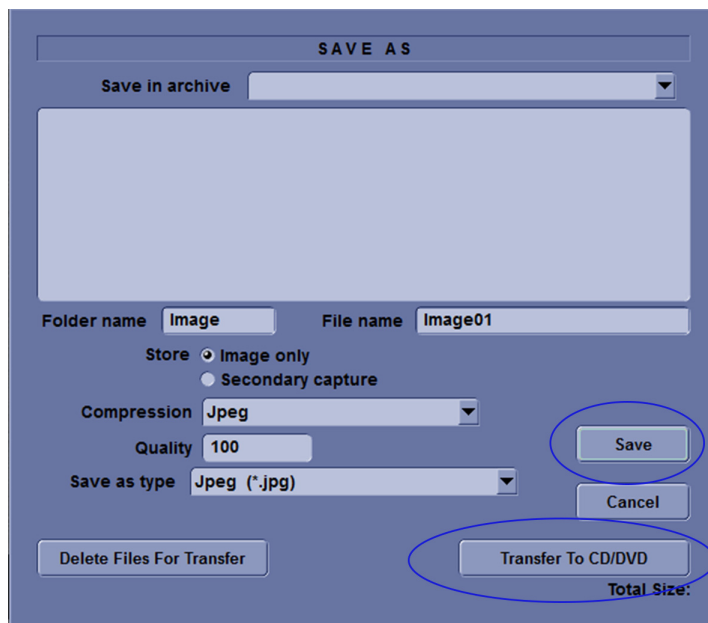 SAVE AS
Save in archive
Folder name Image File name Image01
Store Image only
Secondary capture
Compression Jpeg
Quality 100
Save
Save as type Jpeg (*.jpg)
Cancel
Delete Files For Transfer Transfer To CD/DVD
Total Size: